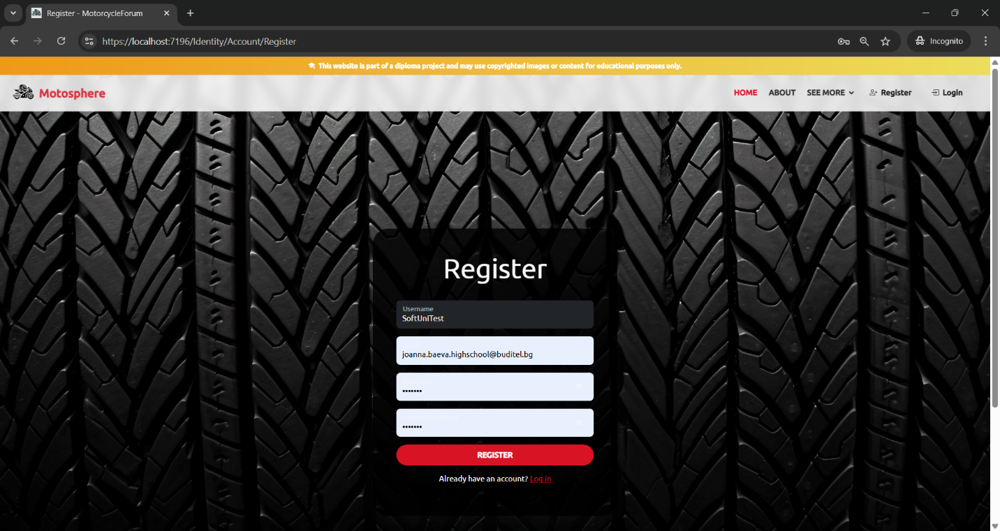 Register - MotorcycleForum
https://localhost:7196/Identity/Account/Register
Incognito
This website is part of a diploma project and may use copyrighted images or content for educational purposes only.
Motosphere
HOME ABOUT SEE MORE Register Login
Register
Username
SoftUniTest
joanna.baeva.highschool@buditel.bg
•••••••
•••••••
REGISTER
Already have an account? Log in